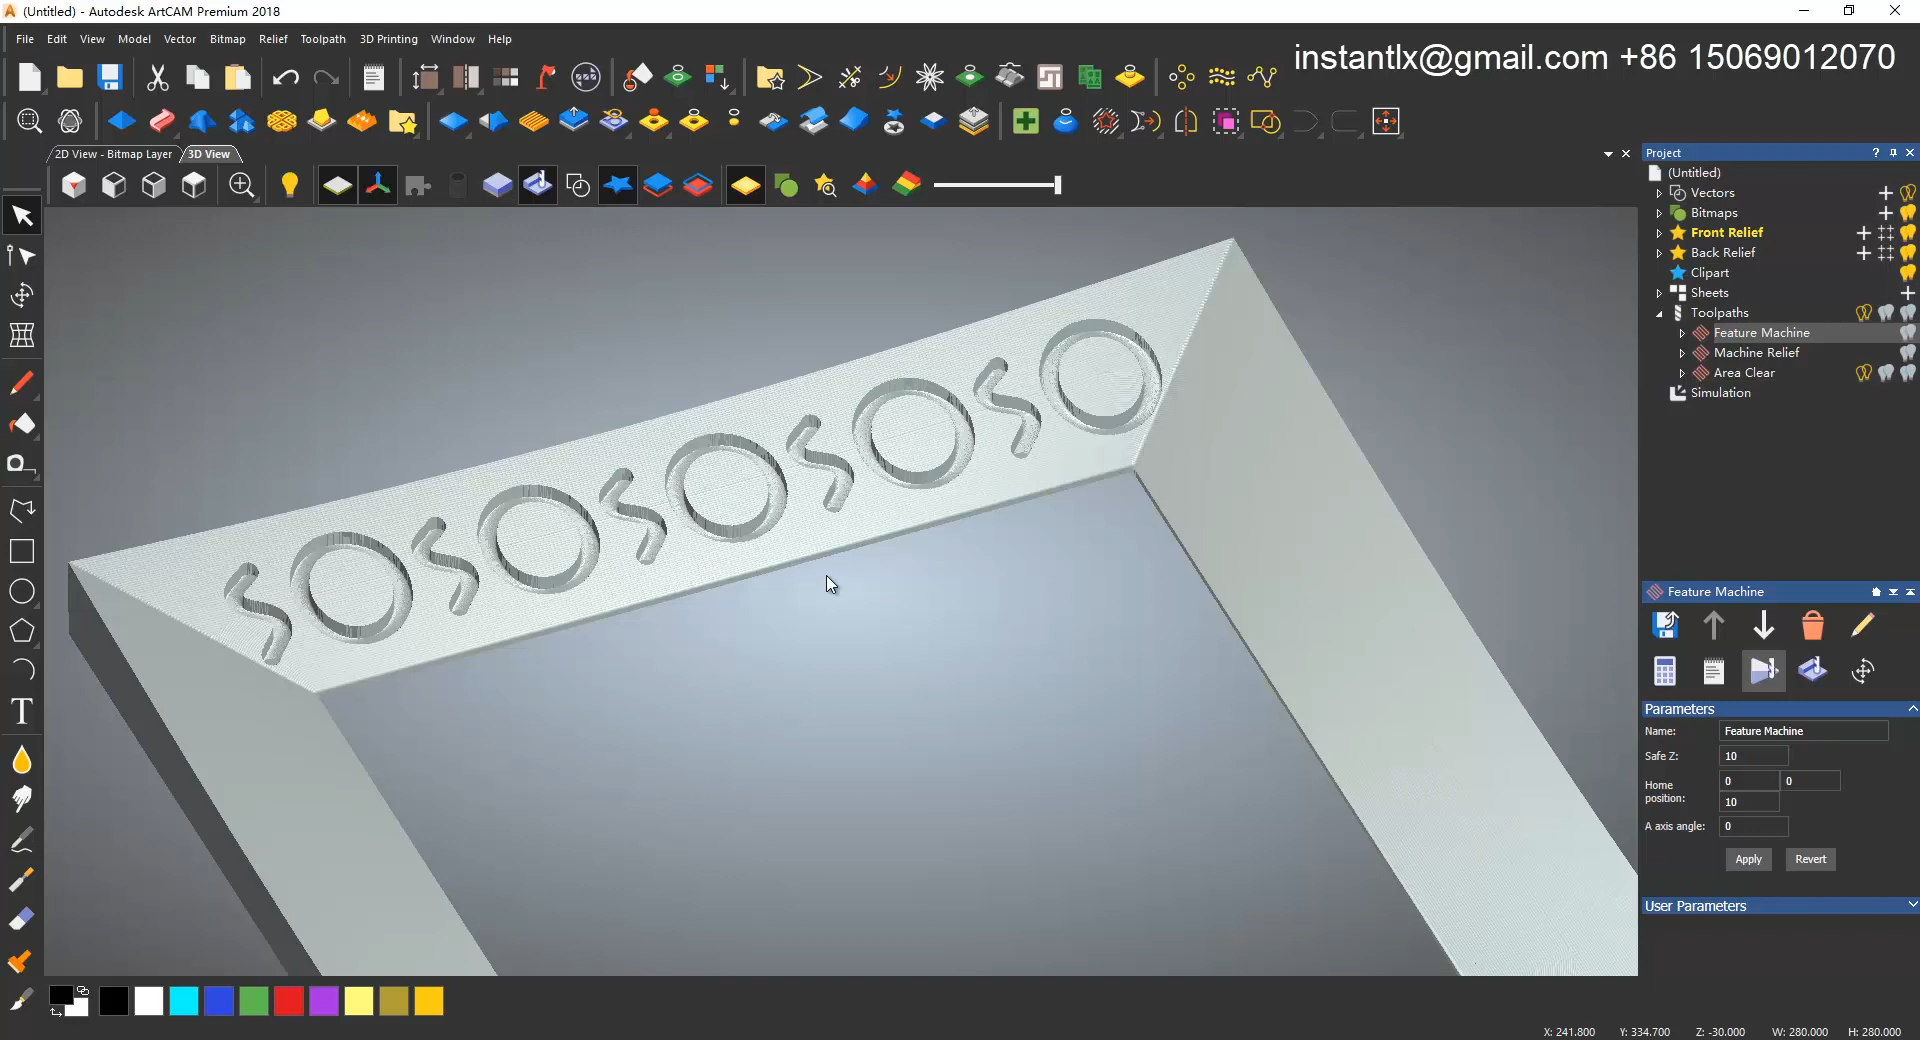 (Untitled) - Autodesk ArtCAM Premium 2018
File Edit View Model Vector Bitmap Relief Toolpath 3D Printing Window Help
instantlx@gmail.com +86 15069012070
2D View - Bitmap Layer 3D View
Project
(Untitled)
Vectors
Bitmaps
Front Relief
Back Relief
Clipart
Sheets
Toolpaths
Feature Machine
Machine Relief
Area Clear
Simulation
SOSOSOSOSO
Feature Machine
Parameters
Name: Feature Machine
Safe Z: 10
Home position: 0 0
10
A axis angle: 0
Apply Revert
User Parameters
X: 241.800 Y: 334.700 Z: -30.000 W: 280.000 H: 280.000